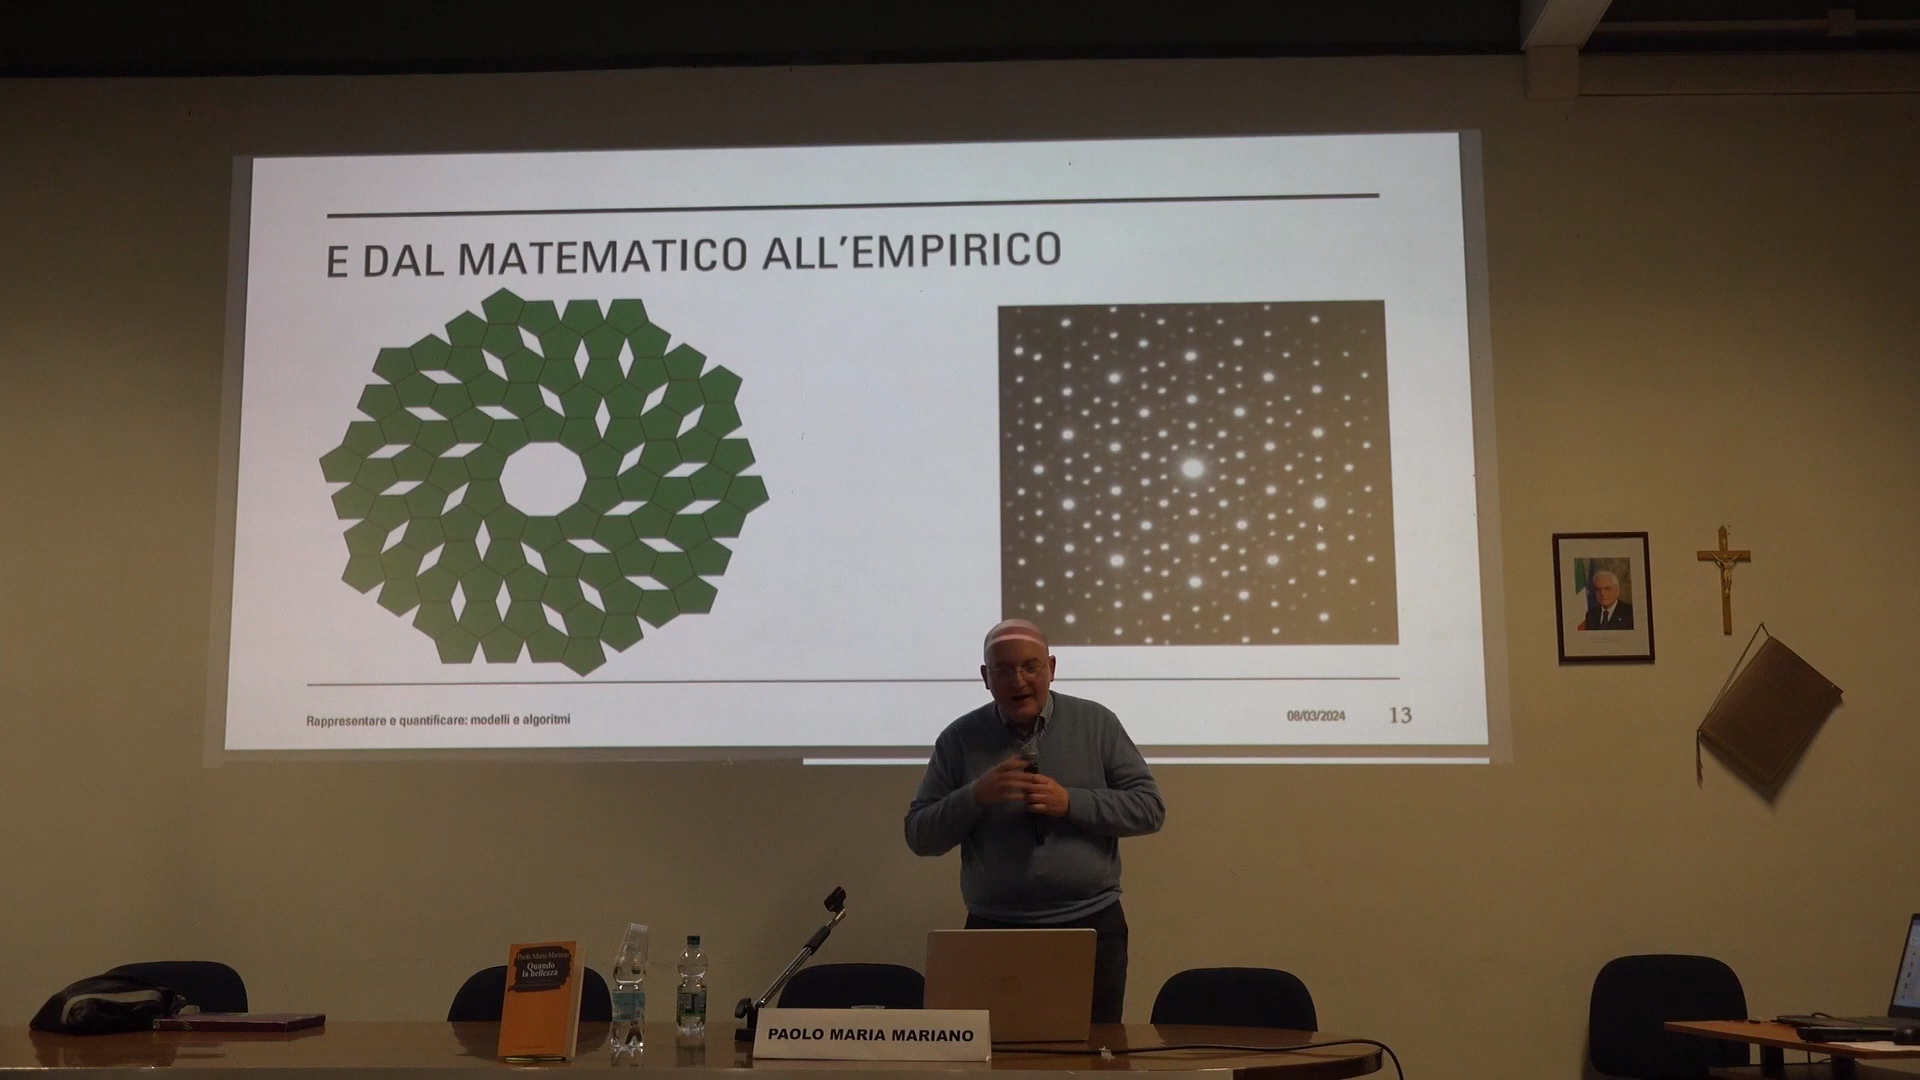 E DAL MATEMATICO ALL'EMPIRICO
Rappresentare e quantificare: modelli e algoritmi
08/03/2024
13
Paolo Maria Mariano
Quando
la bellezza
PAOLO MARIA MARIANO